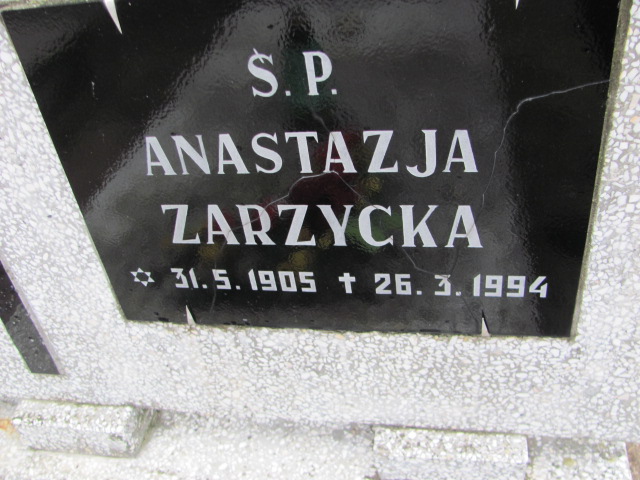 Ś. P.
ANASTAZJA
ZARZYCKA
✡ 31. 5. 1905 ✝ 26. 3. 1994